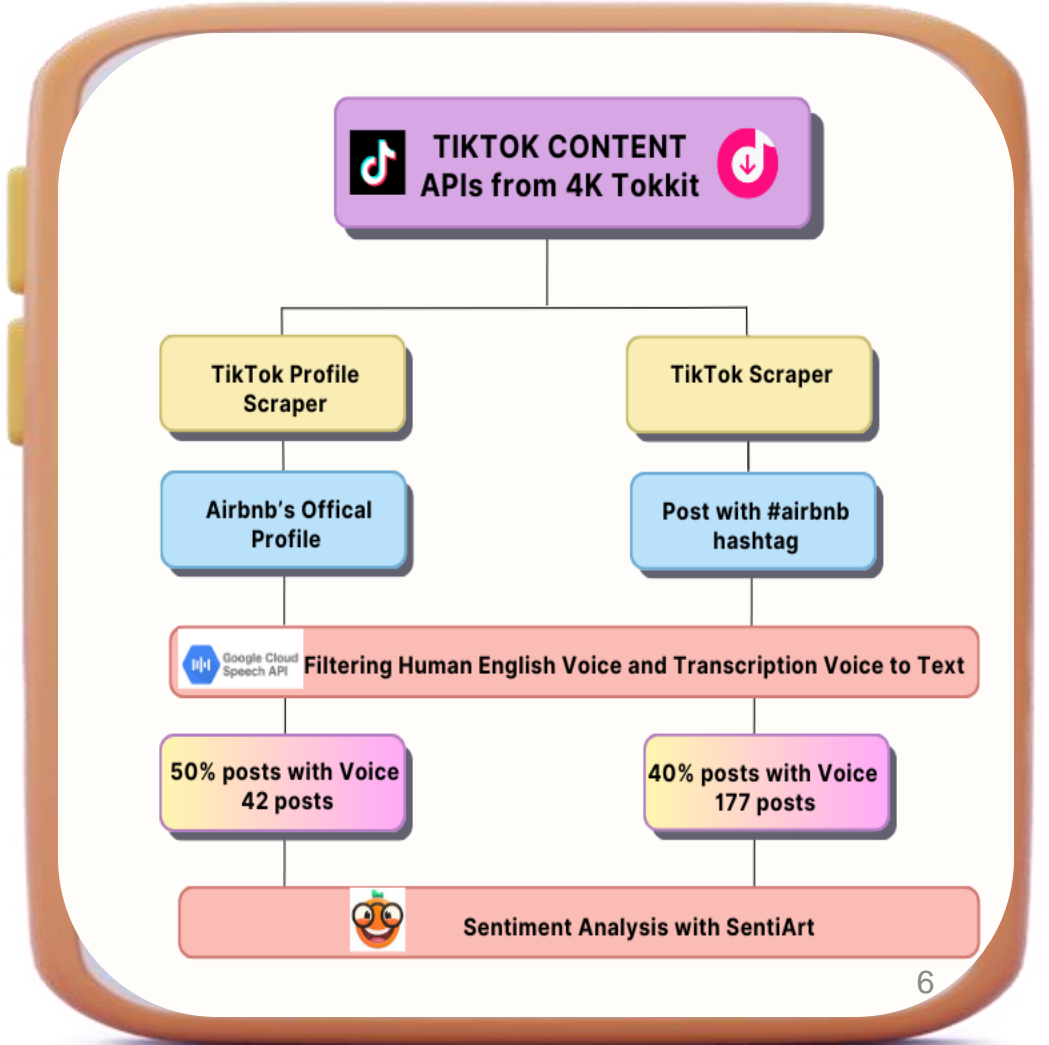 TIKTOK CONTENT
APIs from 4K Tokkit
TikTok Profile
Scraper
TikTok Scraper
Airbnb's Offical
Profile
Post with #airbnb
hashtag
Google Cloud
Speech API
Filtering Human English Voice and Transcription Voice to Text
50% posts with Voice
42 posts
40% posts with Voice
177 posts
Sentiment Analysis with SentiArt
6